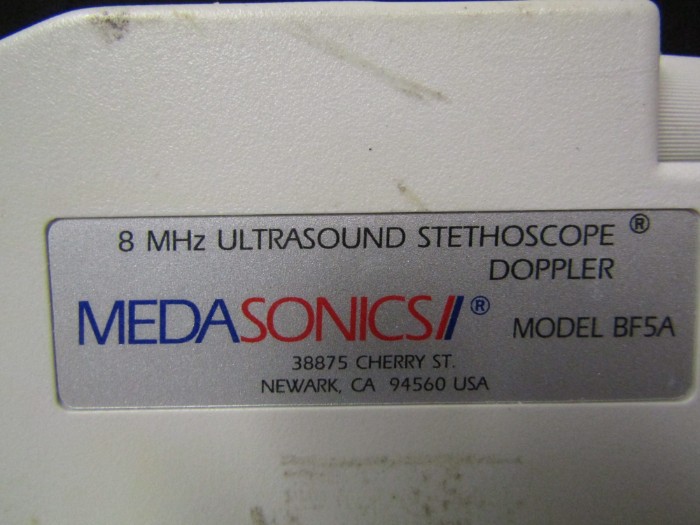 8 MHz ULTRASOUND STETHOSCOPE ®
DOPPLER
MEDASONICS ®
MODEL BF5A
38875 CHERRY ST.
NEWARK, CA 94560 USA